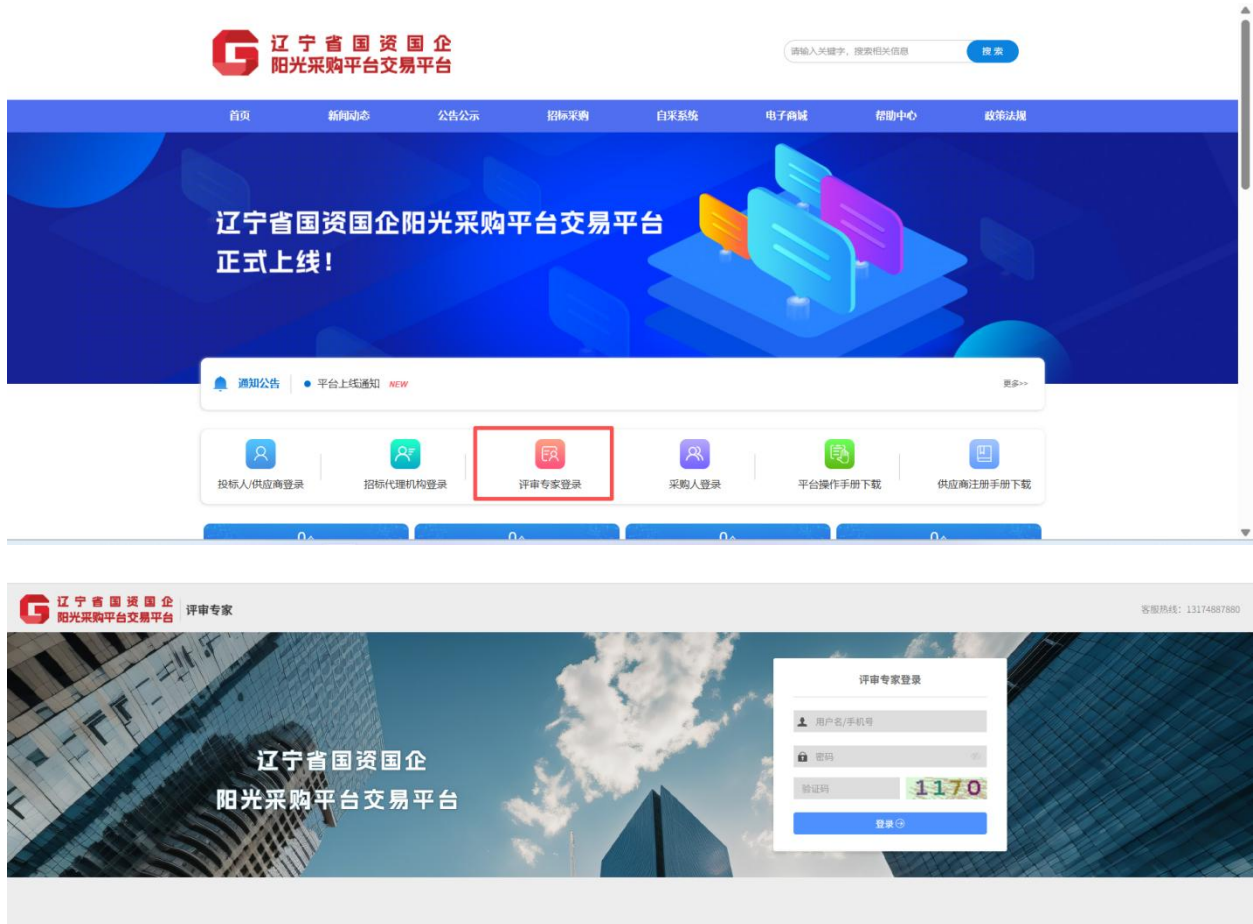 辽宁省国资国企
阳光采购平台交易平台
请输入关键字，搜索相关信息
搜 索
首页 新闻动态 公告公示 招标采购 自采系统 电子商城 帮助中心 政策法规
辽宁省国资国企阳光采购平台交易平台
正式上线！
通知公告 平台上线通知 NEW 更多>>
投标人/供应商登录 招标代理机构登录 评审专家登录 采购人登录 平台操作手册下载 供应商注册手册下载
辽宁省国资国企
阳光采购平台交易平台
评审专家
客服热线：13174887880
辽宁省国资国企
阳光采购平台交易平台
评审专家登录
用户名/手机号
密码
验证码 1170
登录